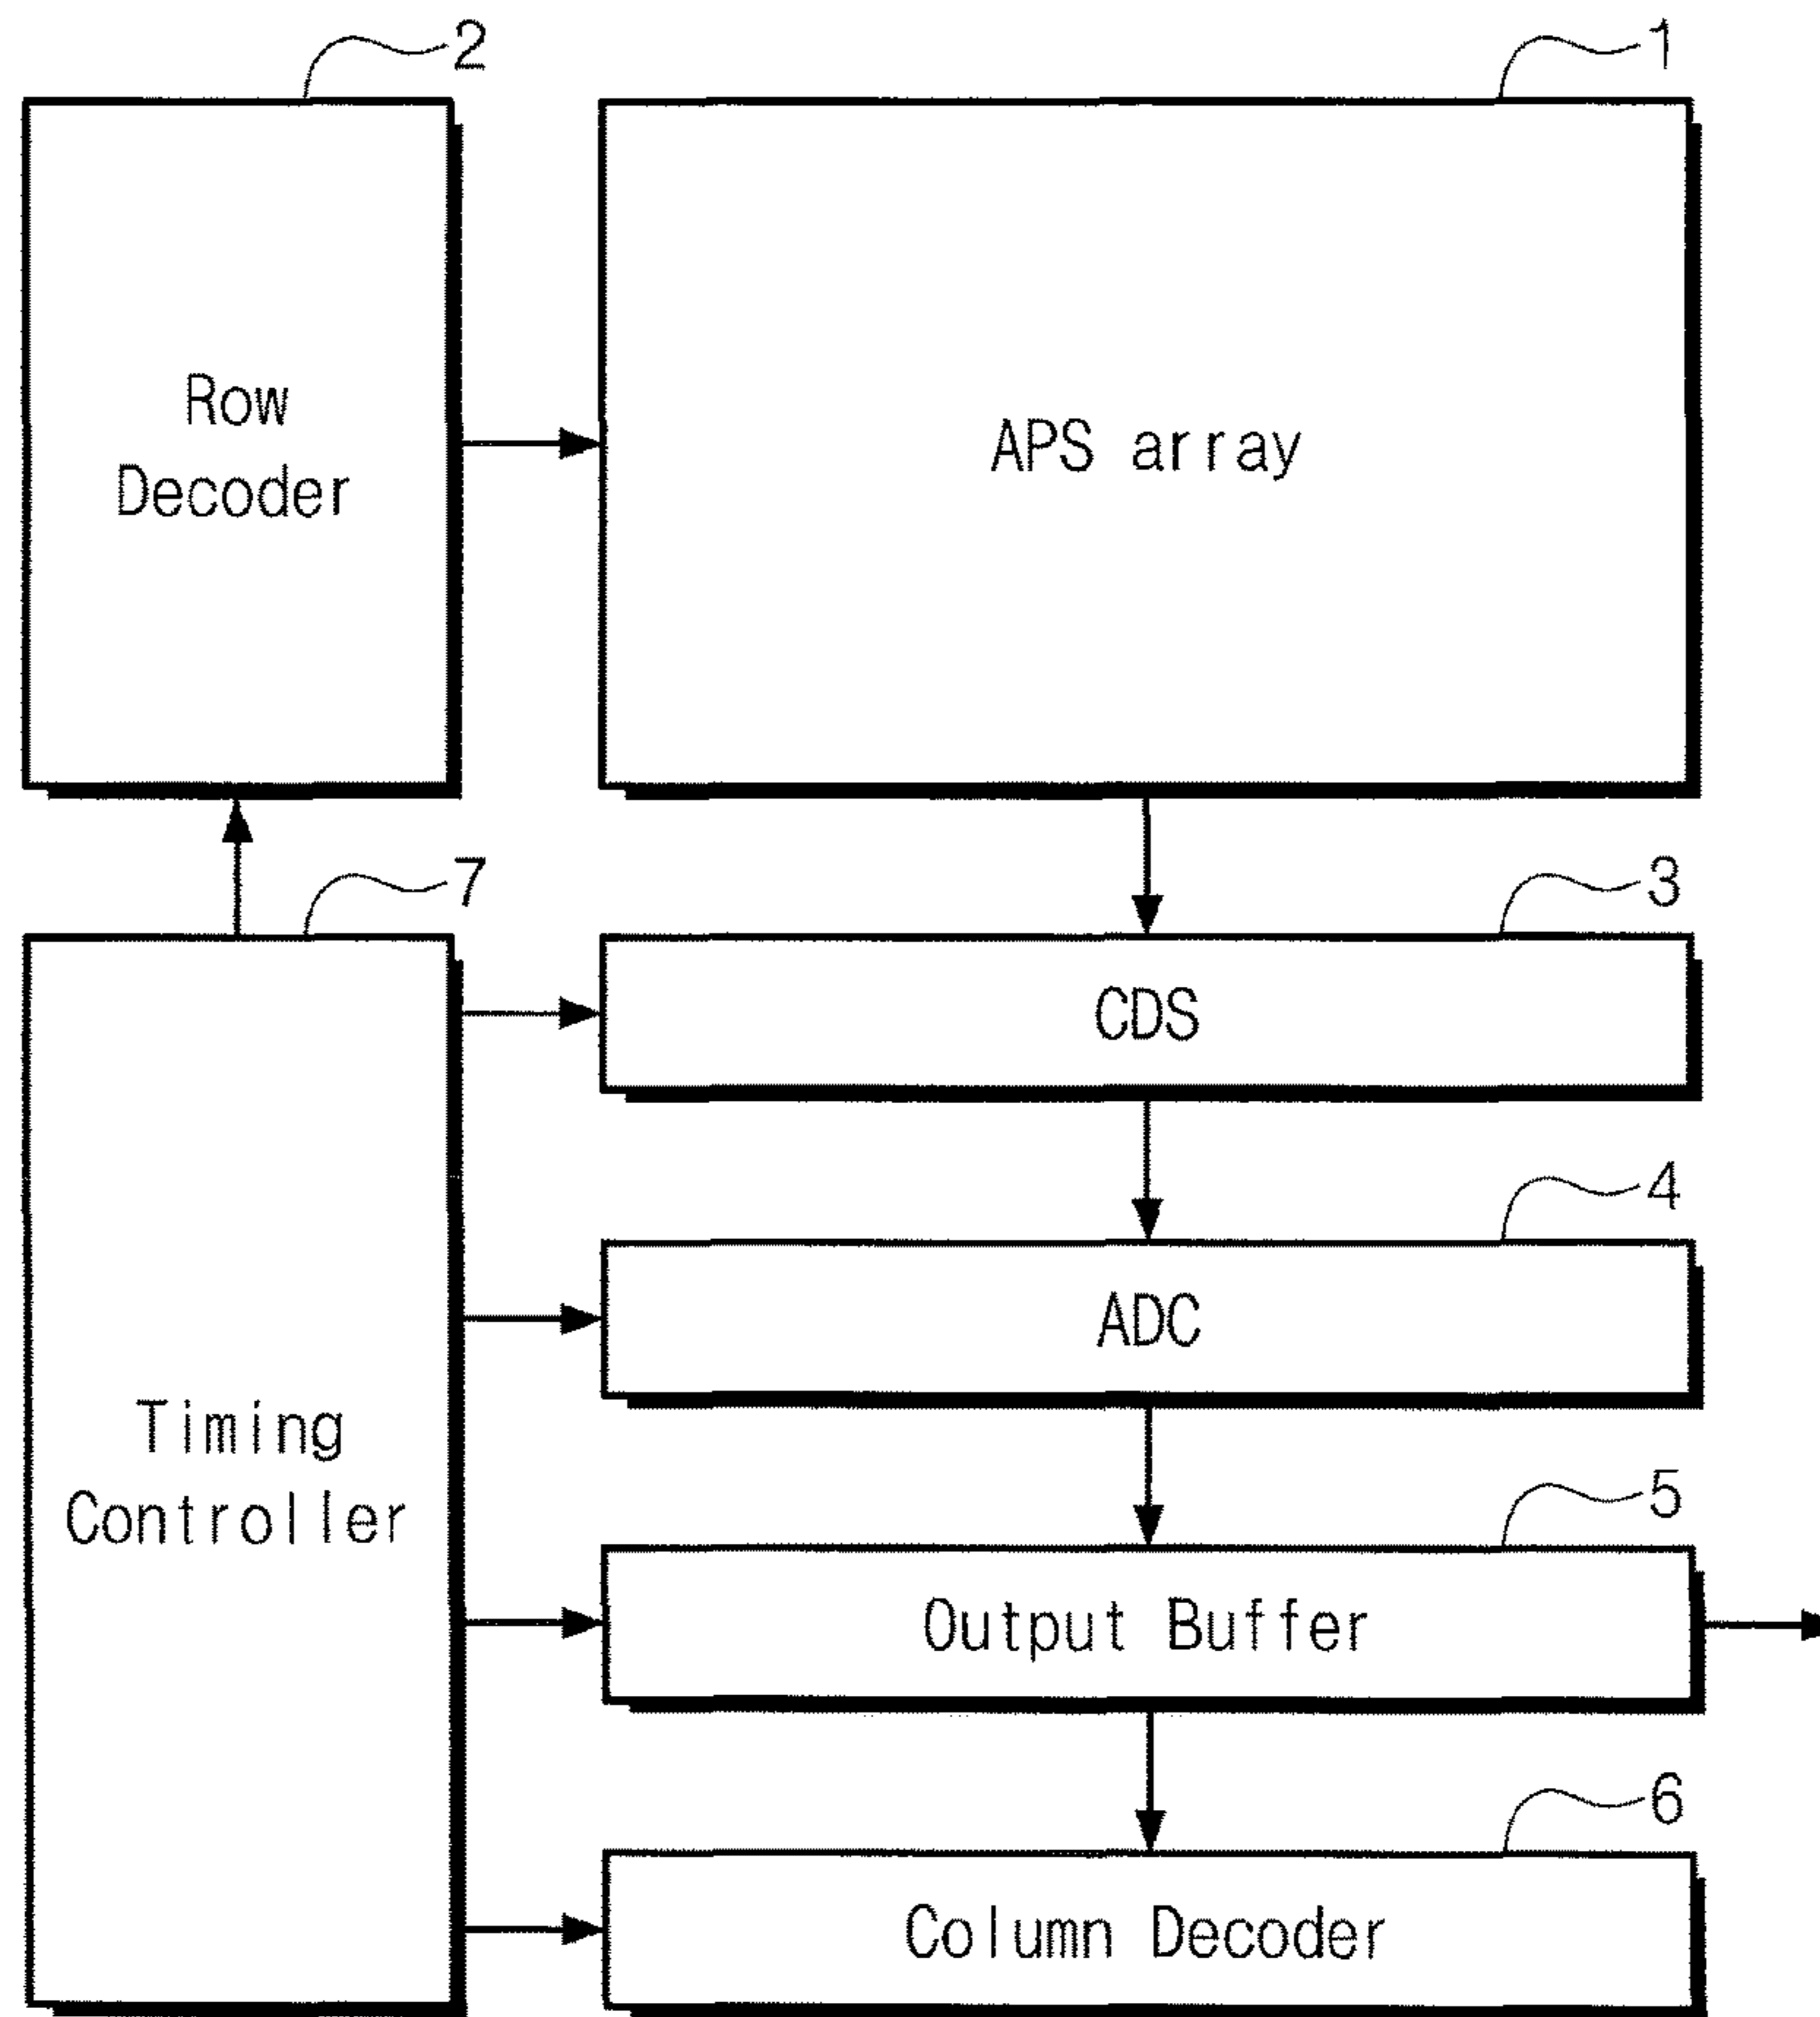 2
1
Row
Decoder
APS array
7
3
CDS
4
ADC
Timing
Controller
5
Output Buffer
6
Column Decoder